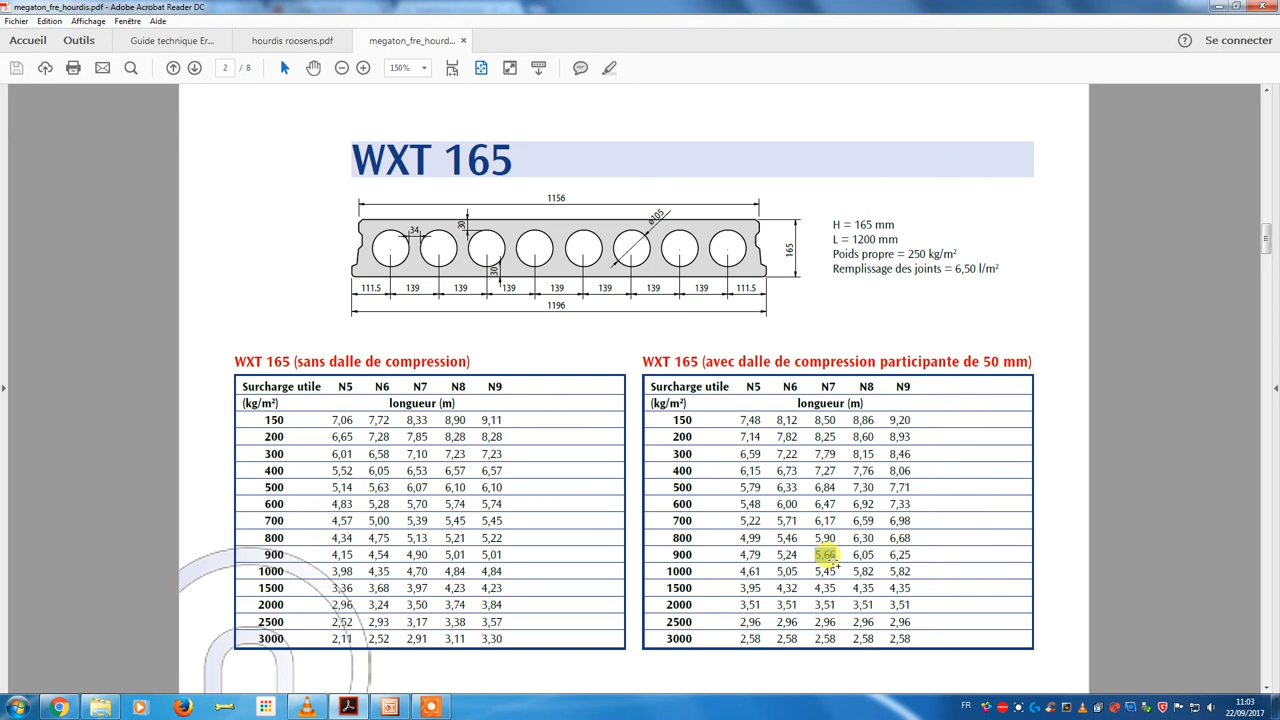 megaton_fre_hourdis.pdf - Adobe Acrobat Reader DC
Fichier Edition Affichage Fenêtre Aide
Accueil Outils Guide technique Er... hourdis roosens.pdf megaton_fre_hourd... × Se connecter
2 / 8 150%
WXT 165
1156
34 30 ø105
165
30
111.5 139 139 139 139 139 139 139 111.5
1196
H = 165 mm
L = 1200 mm
Poids propre = 250 kg/m²
Remplissage des joints = 6,50 l/m²
WXT 165 (sans dalle de compression)
Surcharge utile N5 N6 N7 N8 N9
(kg/m²) longueur (m)
150 7,06 7,72 8,33 8,90 9,11
200 6,65 7,28 7,85 8,28 8,28
300 6,01 6,58 7,10 7,23 7,23
400 5,52 6,05 6,53 6,57 6,57
500 5,14 5,63 6,07 6,10 6,10
600 4,83 5,28 5,70 5,74 5,74
700 4,57 5,00 5,39 5,45 5,45
800 4,34 4,75 5,13 5,21 5,22
900 4,15 4,54 4,90 5,01 5,01
1000 3,98 4,35 4,70 4,84 4,84
1500 3,36 3,68 3,97 4,23 4,23
2000 2,96 3,24 3,50 3,74 3,84
2500 2,52 2,93 3,17 3,38 3,57
3000 2,11 2,52 2,91 3,11 3,30
WXT 165 (avec dalle de compression participante de 50 mm)
Surcharge utile N5 N6 N7 N8 N9
(kg/m²) longueur (m)
150 7,48 8,12 8,50 8,86 9,20
200 7,14 7,82 8,25 8,60 8,93
300 6,59 7,22 7,79 8,15 8,46
400 6,15 6,73 7,27 7,76 8,06
500 5,79 6,33 6,84 7,30 7,71
600 5,48 6,00 6,47 6,92 7,33
700 5,22 5,71 6,17 6,59 6,98
800 4,99 5,46 5,90 6,30 6,68
900 4,79 5,24 5,66 6,05 6,25
1000 4,61 5,05 5,45 5,82 5,82
1500 3,95 4,32 4,35 4,35 4,35
2000 3,51 3,51 3,51 3,51 3,51
2500 2,96 2,96 2,96 2,96 2,96
3000 2,58 2,58 2,58 2,58 2,58
FR
11:03
22/09/2017